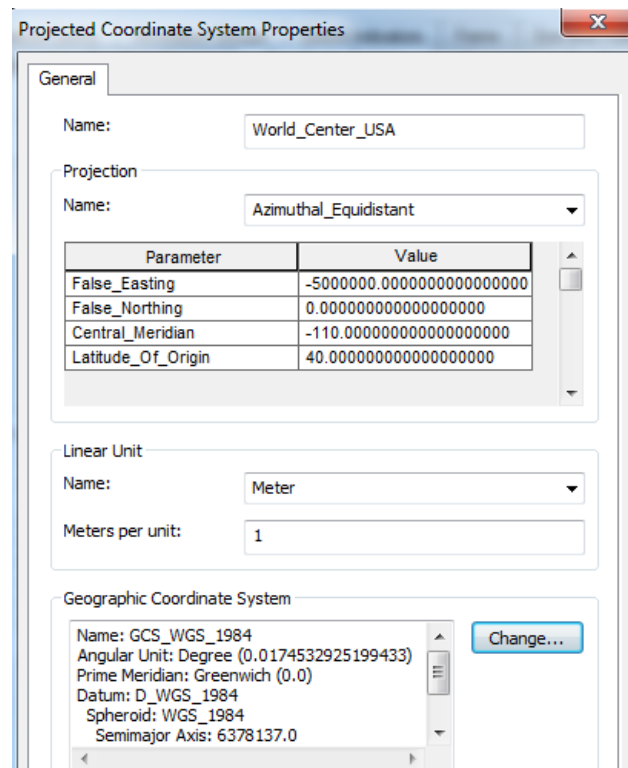 Projected Coordinate System Properties
General
Name: World_Center_USA
Projection
Name: Azimuthal_Equidistant
Parameter Value
False_Easting -5000000.0000000000000000
False_Northing 0.000000000000000000
Central_Meridian -110.000000000000000000
Latitude_Of_Origin 40.000000000000000000
Linear Unit
Name: Meter
Meters per unit: 1
Geographic Coordinate System
Name: GCS_WGS_1984
Angular Unit: Degree (0.0174532925199433)
Prime Meridian: Greenwich (0.0)
Datum: D_WGS_1984
Spheroid: WGS_1984
Semimajor Axis: 6378137.0
Change...